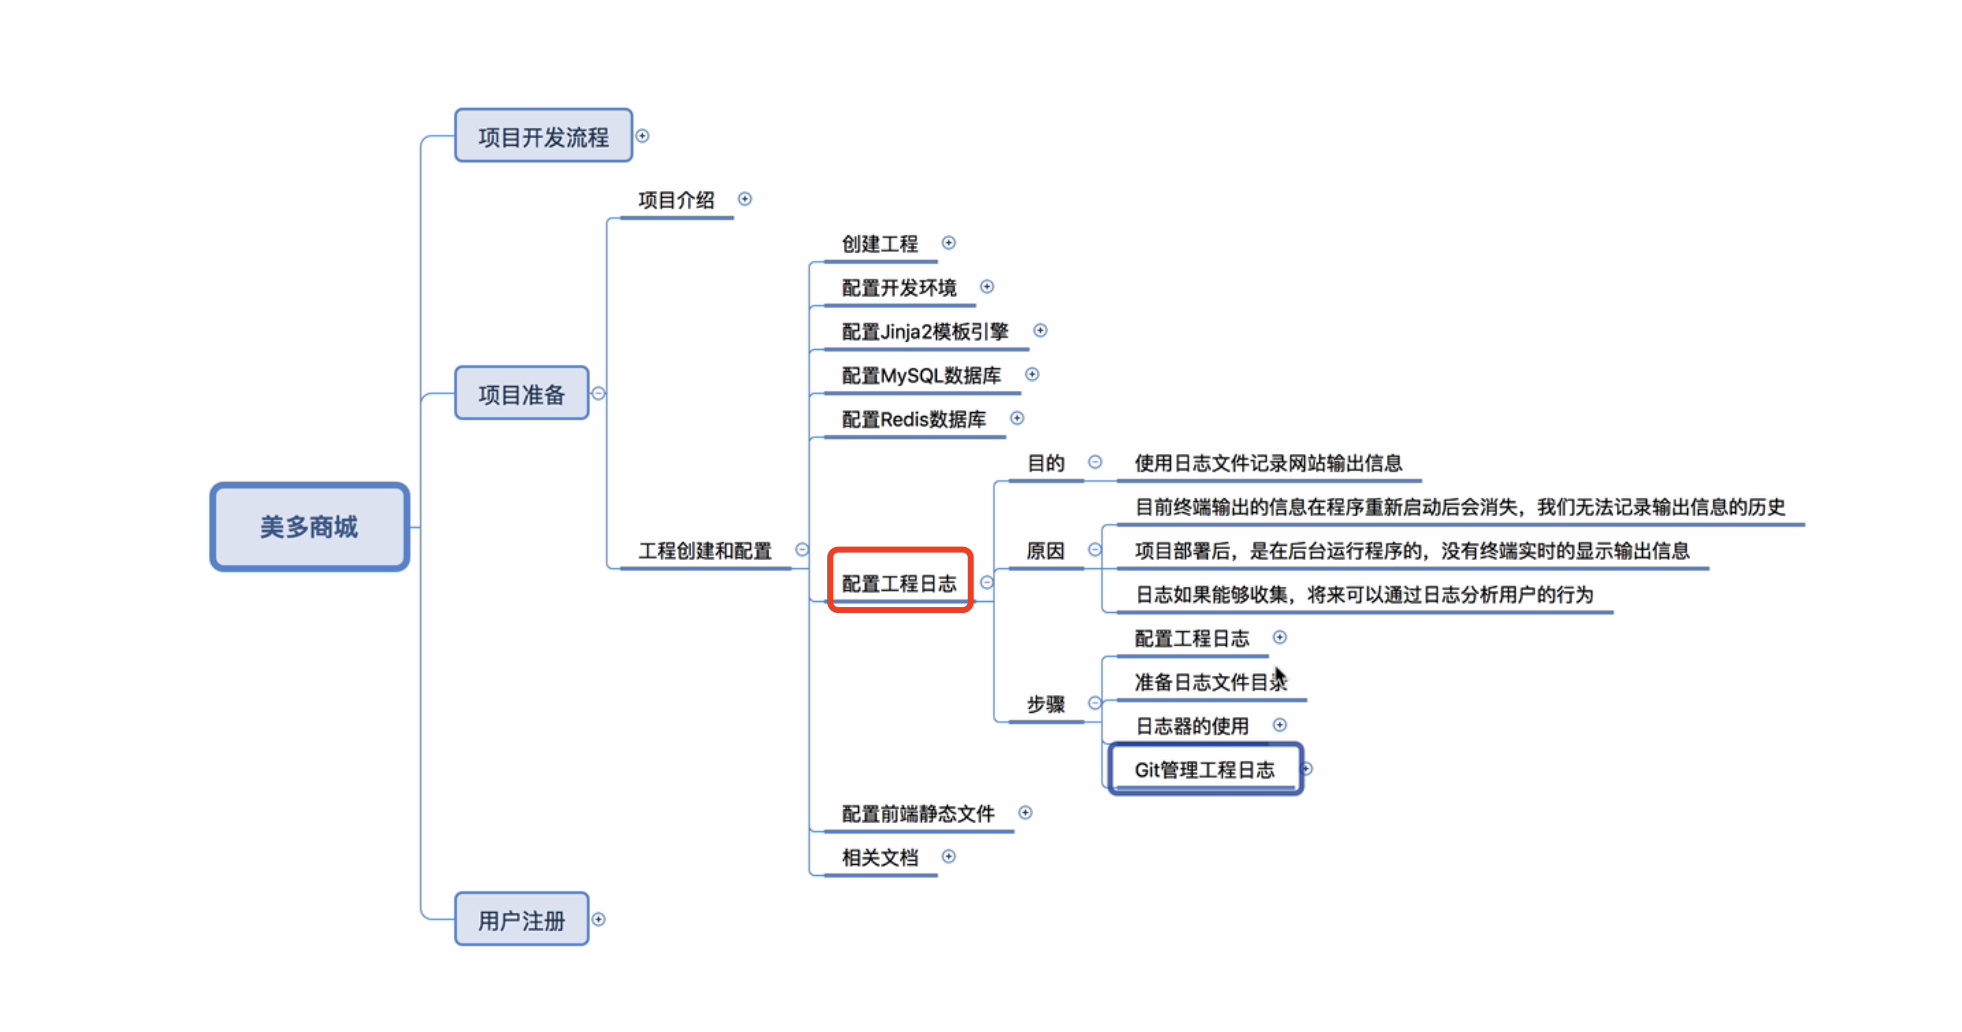 项目开发流程
项目介绍
创建工程
配置开发环境
配置Jinja2模板引擎
项目准备
配置MySQL数据库
配置Redis数据库
目的
使用日志文件记录网站输出信息
目前终端输出的信息在程序重新启动后会消失，我们无法记录输出信息的历史
美多商城
工程创建和配置
原因
项目部署后，是在后台运行程序的，没有终端实时的显示输出信息
配置工程日志
日志如果能够收集，将来可以通过日志分析用户的行为
配置工程日志
准备日志文件目录
步骤
日志器的使用
Git管理工程日志
配置前端静态文件
相关文档
用户注册